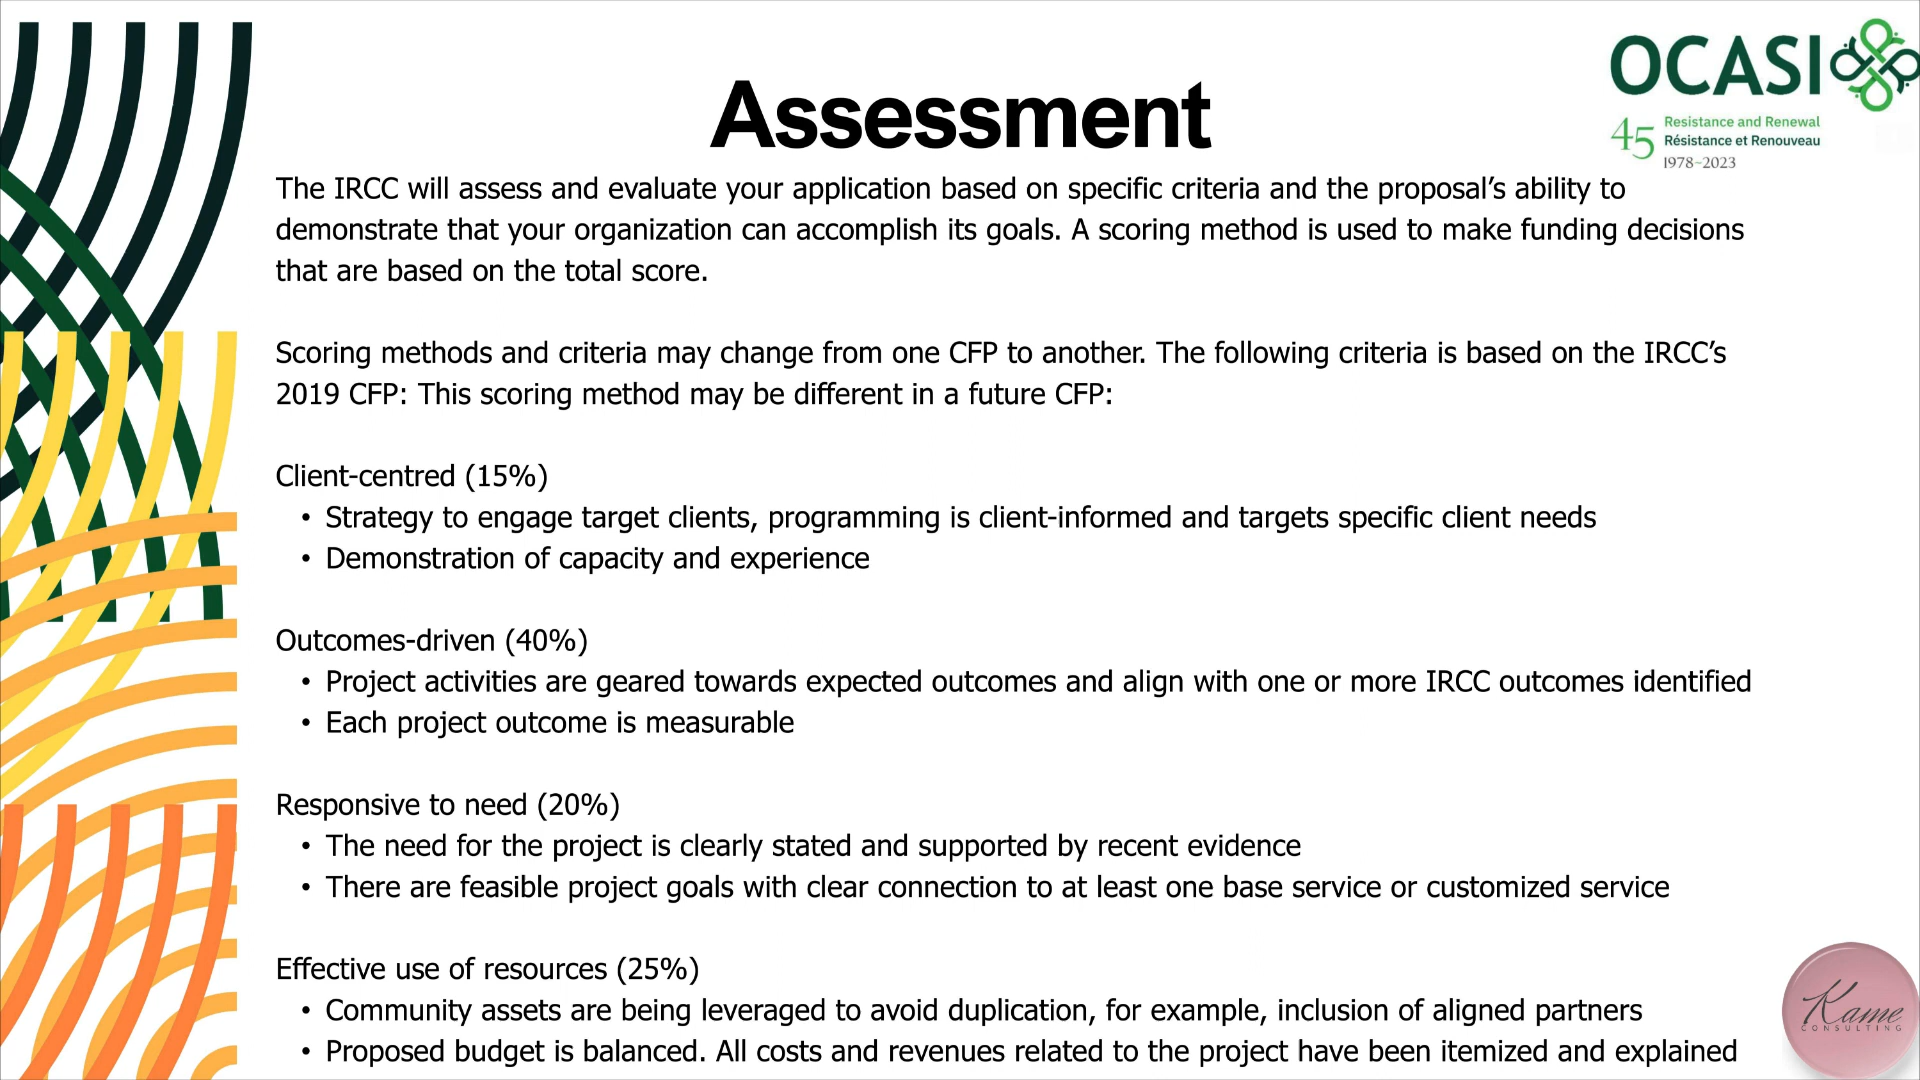 OCASI
45 Resistance and Renewal
Résistance et Renouveau
1978-2023
Assessment
The IRCC will assess and evaluate your application based on specific criteria and the proposal’s ability to
demonstrate that your organization can accomplish its goals. A scoring method is used to make funding decisions
that are based on the total score.
Scoring methods and criteria may change from one CFP to another. The following criteria is based on the IRCC’s
2019 CFP: This scoring method may be different in a future CFP:
Client-centred (15%)
• Strategy to engage target clients, programming is client-informed and targets specific client needs
• Demonstration of capacity and experience
Outcomes-driven (40%)
• Project activities are geared towards expected outcomes and align with one or more IRCC outcomes identified
• Each project outcome is measurable
Responsive to need (20%)
• The need for the project is clearly stated and supported by recent evidence
• There are feasible project goals with clear connection to at least one base service or customized service
Effective use of resources (25%)
• Community assets are being leveraged to avoid duplication, for example, inclusion of aligned partners
• Proposed budget is balanced. All costs and revenues related to the project have been itemized and explained
Kame
CONSULTING